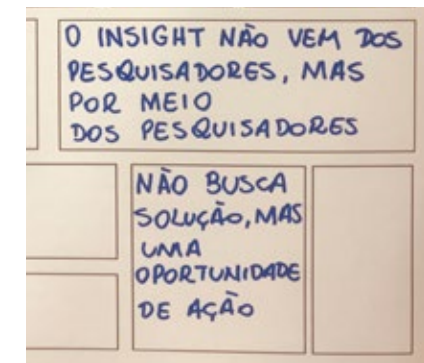 O INSIGHT NÃO VEM DOS
PESQUISADORES, MAS
POR MEIO
DOS PESQUISADORES
NÃO BUSCA
SOLUÇÃO, MAS
UMA
OPORTUNIDADE
DE AÇÃO